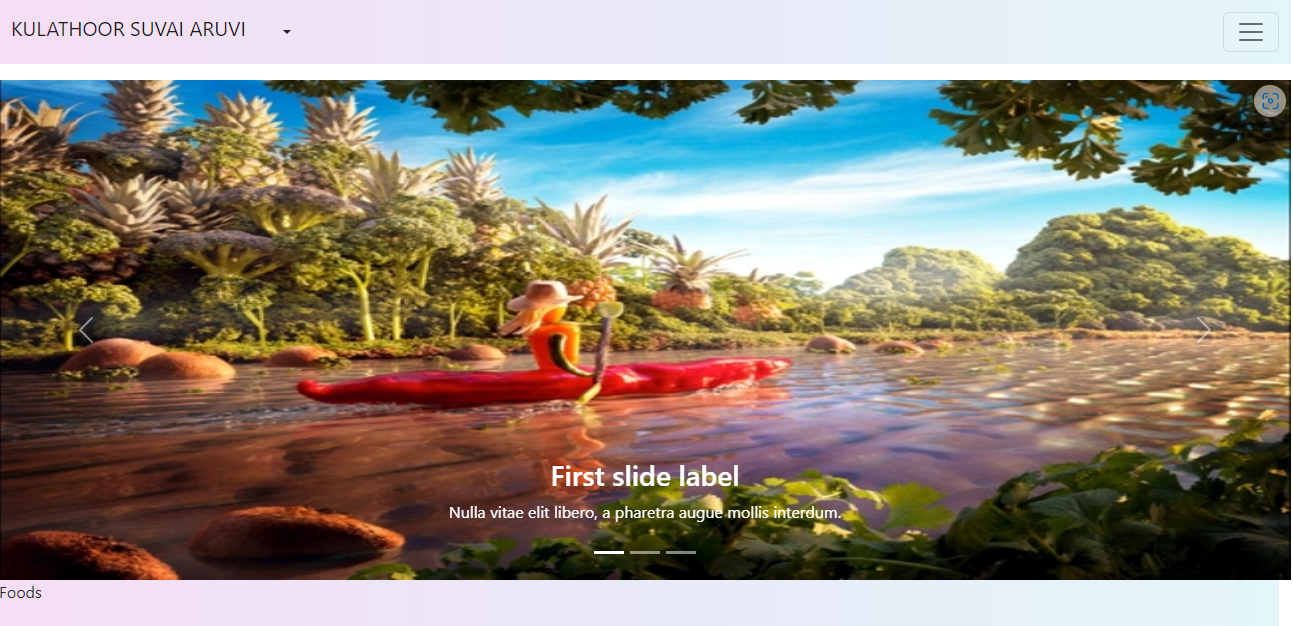 KULATHOOR SUVAI ARUVI
First slide label
Nulla vitae elit libero, a pharetra augue mollis interdum.
Foods